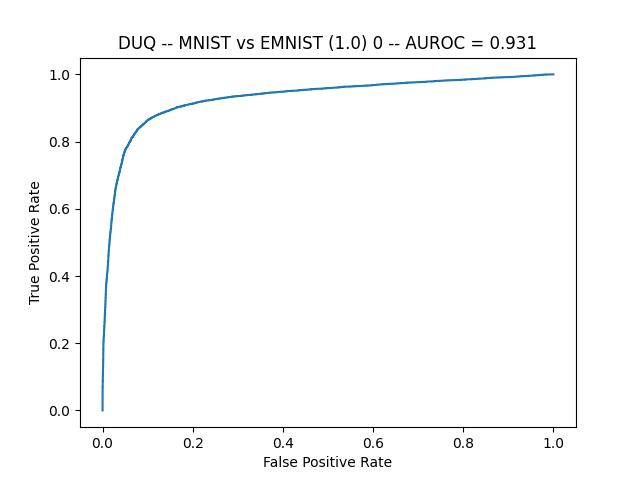 DUQ -- MNIST vs EMNIST (1.0) 0 -- AUROC = 0.931
True Positive Rate
1.0
0.8
0.6
0.4
0.2
0.0
0.0 0.2 0.4 0.6 0.8 1.0
False Positive Rate